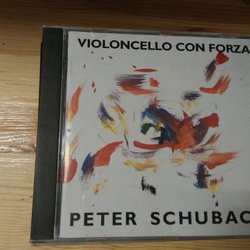 VIOLONCELLO CON FORZA
PETER SCHUBAC